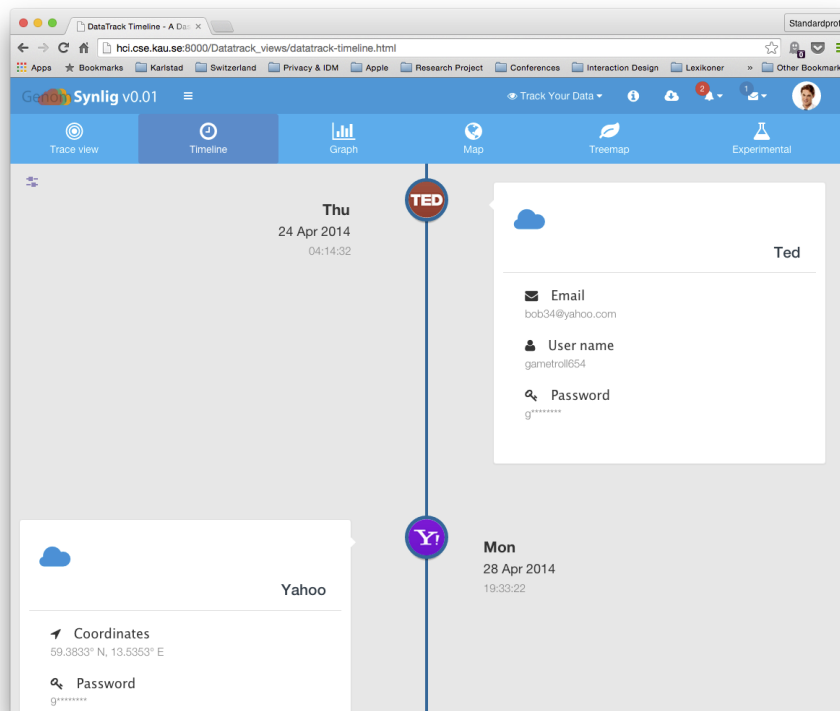 DataTrack Timeline - A Da
Standardprof
hci.cse.kau.se:8000/Datatrack_views/datatrack-timeline.html
Apps Bookmarks Karlstad Switzerland Privacy & IDM Apple Research Project Conferences Interaction Design Lexikoner » Other Bookmark
Genom Synlig v0.01 Track Your Data 2 1
Trace view Timeline Graph Map Treemap Experimental
TED
Thu
24 Apr 2014
04:14:32
Ted
Email
bob34@yahoo.com
User name
gametroll654
Password
g********
Y!
Mon
28 Apr 2014
19:33:22
Yahoo
Coordinates
59.3833° N, 13.5353° E
Password
g********